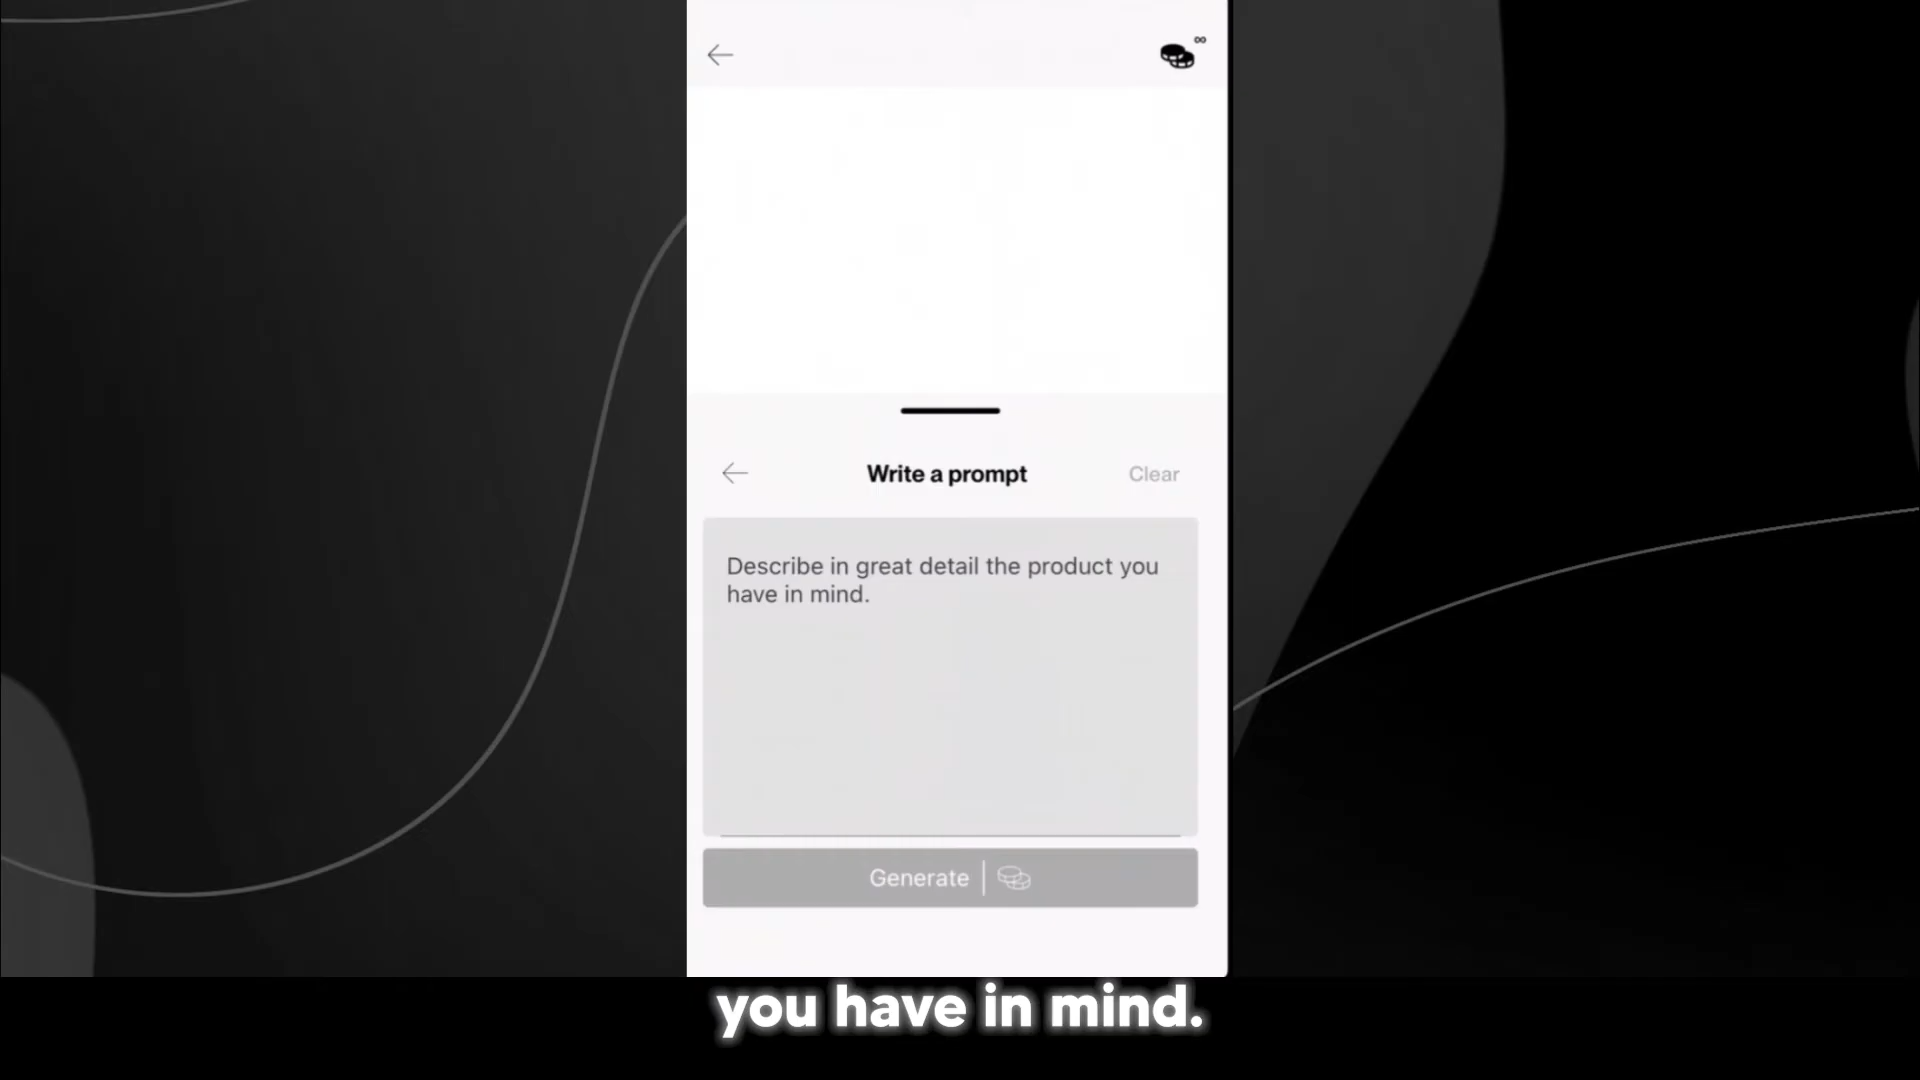 ∞
Write a prompt
Clear
Describe in great detail the product you
have in mind.
Generate
you have in mind.